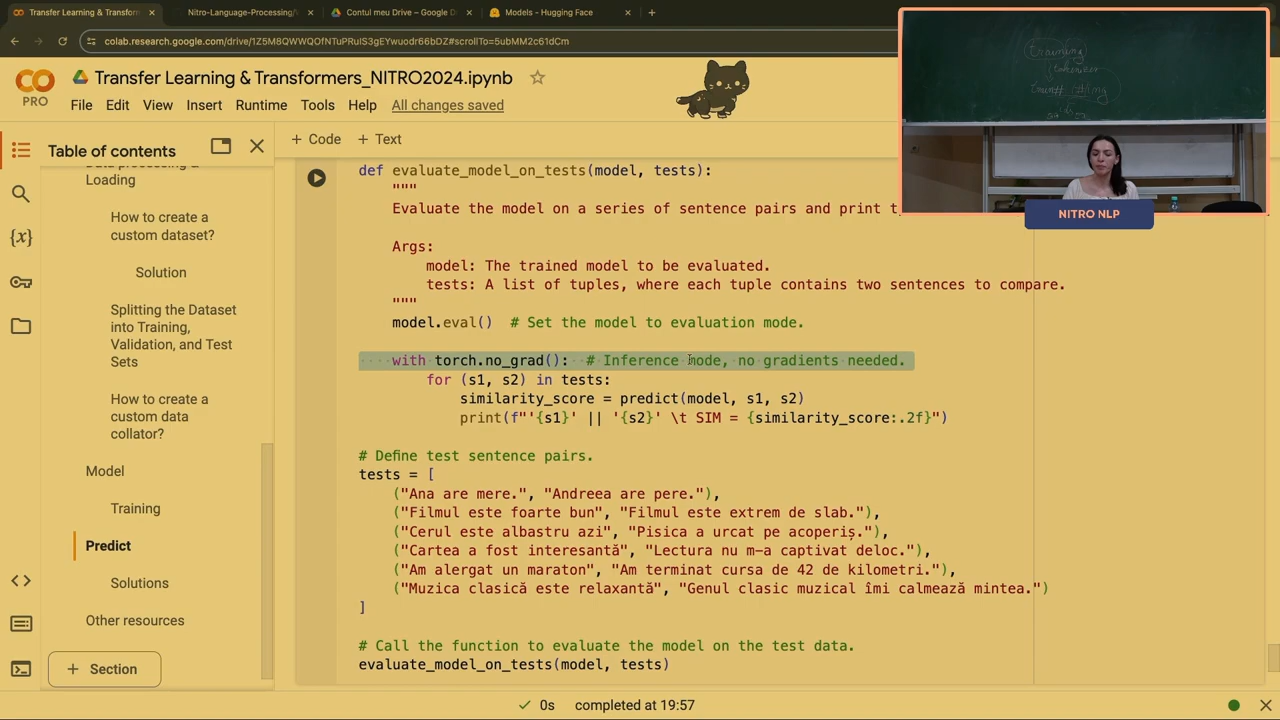 Transfer Learning & Transformers
Nitro-Language-Processing/
Contul meu Drive – Google D
Models - Hugging Face
colab.research.google.com/drive/1Z5M8QWWQOfNTuPRuIS3gEYwuodr66bDZ#scrollTo=5ubMM2c61dCm
PRO
Transfer Learning & Transformers_NITRO2024.ipynb
File Edit View Insert Runtime Tools Help All changes saved
Table of contents
+ Code + Text
Data processing &
Loading
How to create a
custom dataset?
Solution
Splitting the Dataset
into Training,
Validation, and Test
Sets
How to create a
custom data
collator?
Model
Training
Predict
Solutions
Other resources
+ Section
def evaluate_model_on_tests(model, tests):
"""
Evaluate the model on a series of sentence pairs and print t
Args:
model: The trained model to be evaluated.
tests: A list of tuples, where each tuple contains two sentences to compare.
"""
model.eval()  # Set the model to evaluation mode.
with torch.no_grad():  # Inference mode, no gradients needed.
for (s1, s2) in tests:
similarity_score = predict(model, s1, s2)
print(f"'{s1}' || '{s2}' \t SIM = {similarity_score:.2f}")
# Define test sentence pairs.
tests = [
("Ana are mere.", "Andreea are pere."),
("Filmul este foarte bun", "Filmul este extrem de slab."),
("Cerul este albastru azi", "Pisica a urcat pe acoperiș."),
("Cartea a fost interesantă", "Lectura nu m-a captivat deloc."),
("Am alergat un maraton", "Am terminat cursa de 42 de kilometri."),
("Muzica clasică este relaxantă", "Genul clasic muzical îmi calmează mintea.")
]
# Call the function to evaluate the model on the test data.
evaluate_model_on_tests(model, tests)
0s completed at 19:57
training
NITRO NLP